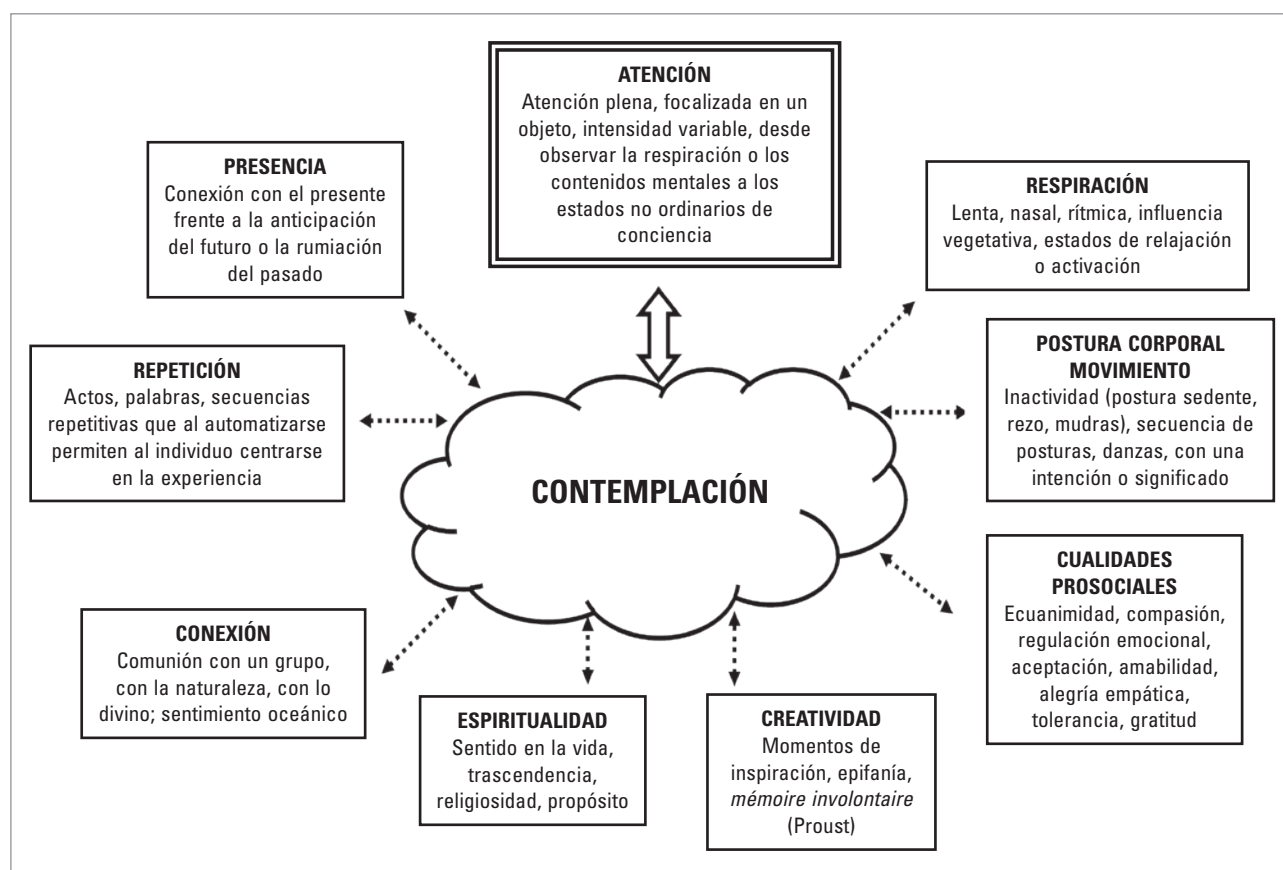 ATENCIÓN
Atención plena, focalizada en un
objeto, intensidad variable, desde
observar la respiración o los
contenidos mentales a los
estados no ordinarios de
conciencia
PRESENCIA
Conexión con el presente
frente a la anticipación
del futuro o la rumiación
del pasado
RESPIRACIÓN
Lenta, nasal, rítmica, influencia
vegetativa, estados de relajación
o activación
REPETICIÓN
Actos, palabras, secuencias
repetitivas que al automatizarse
permiten al individuo centrarse
en la experiencia
POSTURA CORPORAL
MOVIMIENTO
Inactividad (postura sedente,
rezo, mudras), secuencia de
posturas, danzas, con una
intención o significado
CONTEMPLACIÓN
CUALIDADES
PROSOCIALES
Ecuanimidad, compasión,
regulación emocional,
aceptación, amabilidad,
alegría empática,
tolerancia, gratitud
CONEXIÓN
Comunión con un grupo,
con la naturaleza, con lo
divino; sentimiento oceánico
ESPIRITUALIDAD
Sentido en la vida,
trascendencia,
religiosidad, propósito
CREATIVIDAD
Momentos de
inspiración, epifanía,
mémoire involontaire
(Proust)